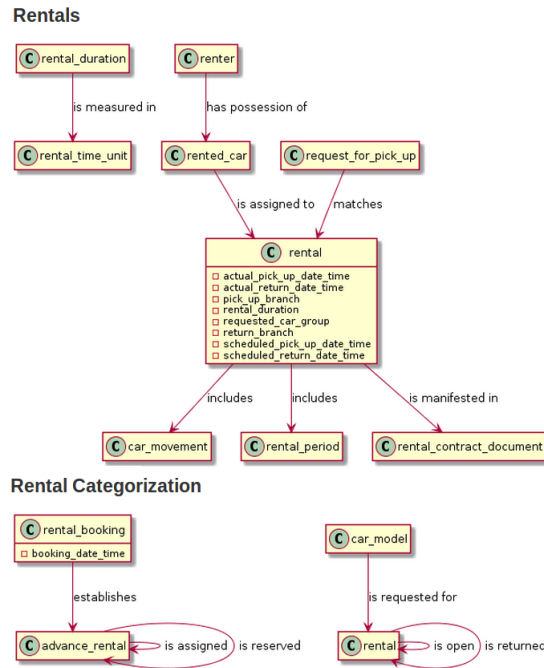 Rentals
C rental_duration
C renter
is measured in
has possession of
C rental_time_unit
C rented_car
C request_for_pick_up
is assigned to
matches
C rental
actual_pick_up_date_time
actual_return_date_time
pick_up_branch
rental_duration
requested_car_group
return_branch
scheduled_pick_up_date_time
scheduled_return_date_time
includes
includes
is manifested in
C car_movement
C rental_period
C rental_contract_document
Rental Categorization
C rental_booking
booking_date_time
C car_model
establishes
is requested for
C advance_rental
is assigned
is reserved
C rental
is open
is returned